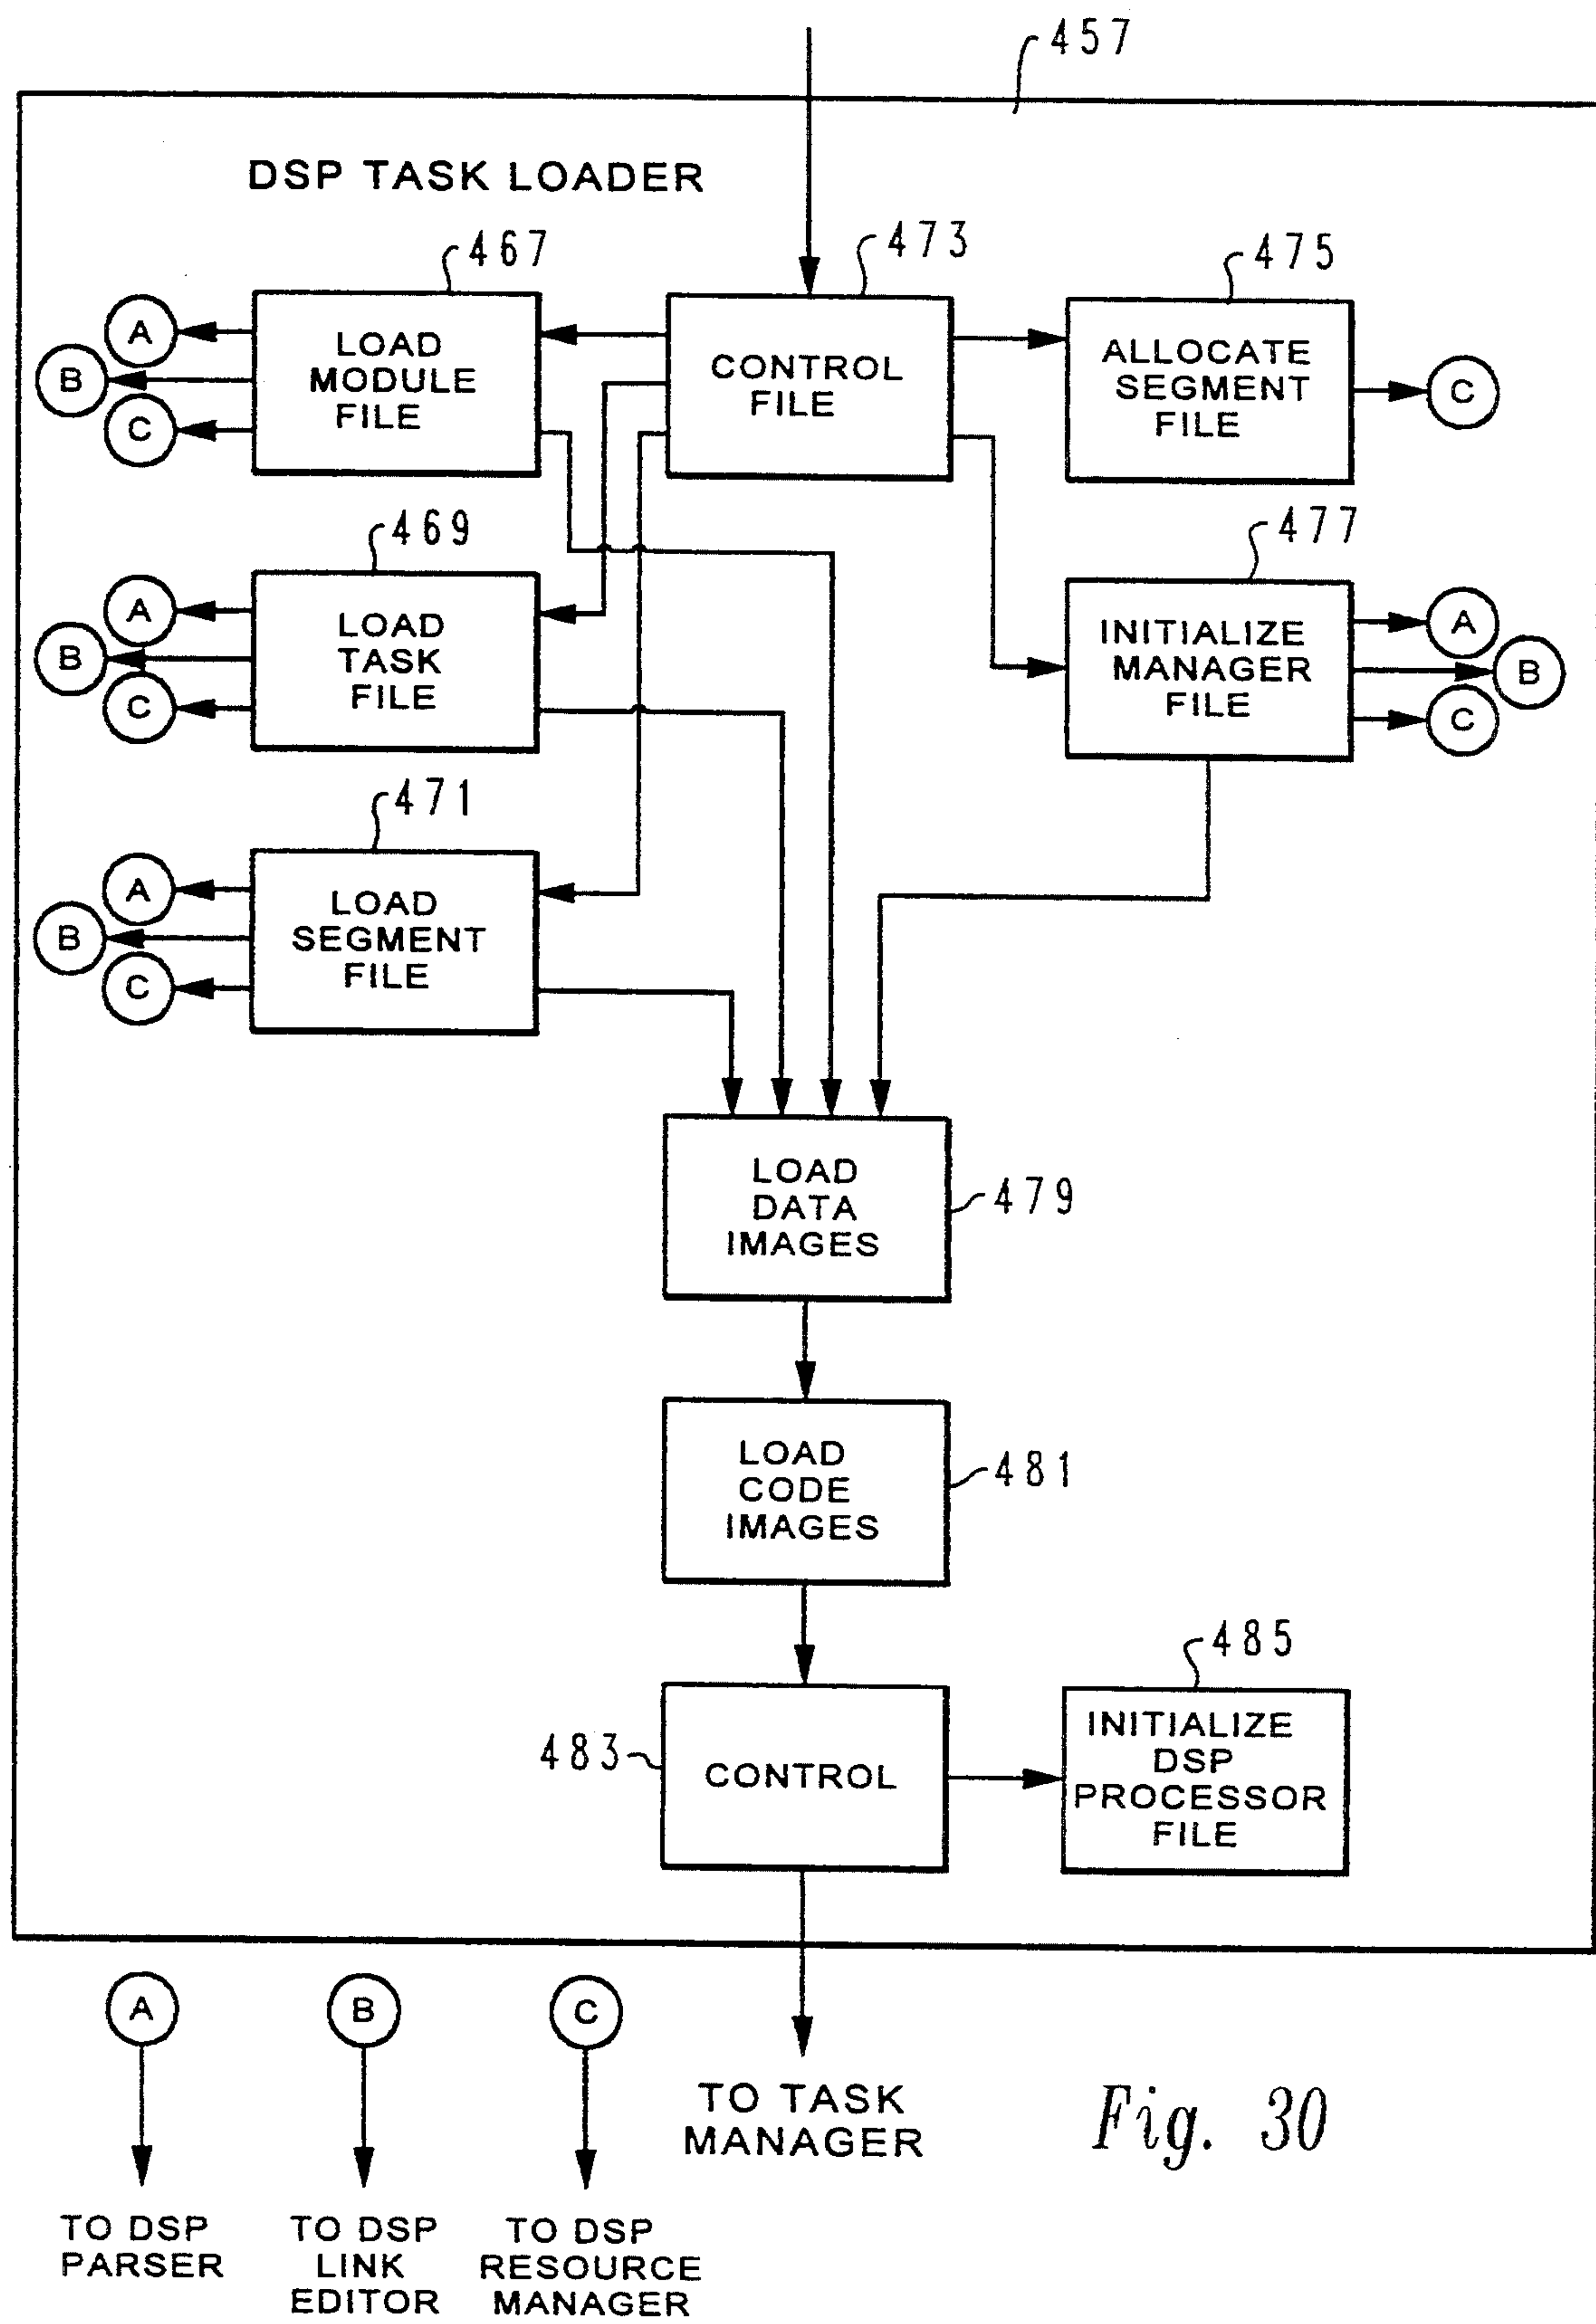 457
DSP TASK LOADER
467
473
475
A
B
C
LOAD
MODULE
FILE
CONTROL
FILE
ALLOCATE
SEGMENT
FILE
C
469
477
A
B
C
LOAD
TASK
FILE
INITIALIZE
MANAGER
FILE
A
B
C
471
A
B
C
LOAD
SEGMENT
FILE
LOAD
DATA
IMAGES
479
LOAD
CODE
IMAGES
481
483
CONTROL
485
INITIALIZE
DSP
PROCESSOR
FILE
A
B
C
TO TASK
MANAGER
Fig. 30
TO DSP
PARSER
TO DSP
LINK
EDITOR
TO DSP
RESOURCE
MANAGER